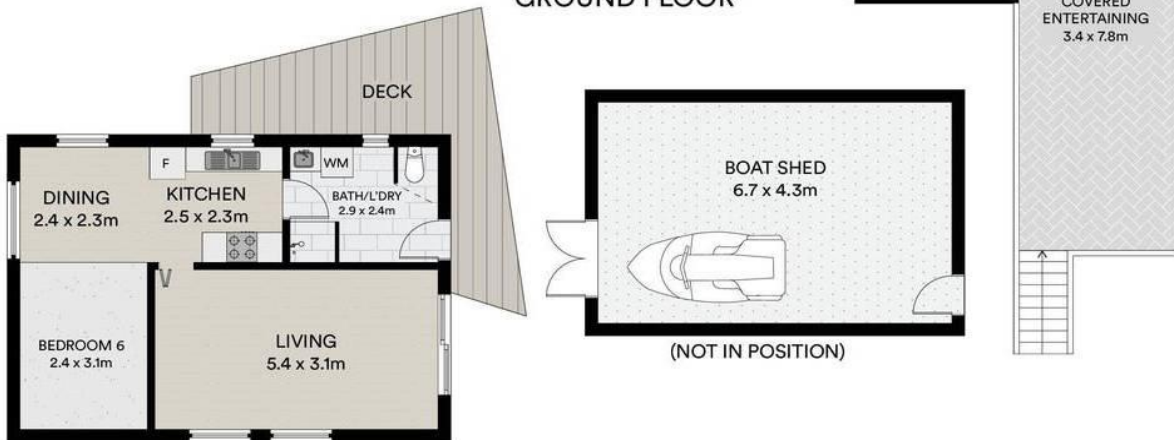 GROUND FLOOR
COVERED
ENTERTAINING
3.4 x 7.8m
DECK
F
WM
DINING
2.4 x 2.3m
KITCHEN
2.5 x 2.3m
BATH/L'DRY
2.9 x 2.4m
BEDROOM 6
2.4 x 3.1m
LIVING
5.4 x 3.1m
BOAT SHED
6.7 x 4.3m
(NOT IN POSITION)